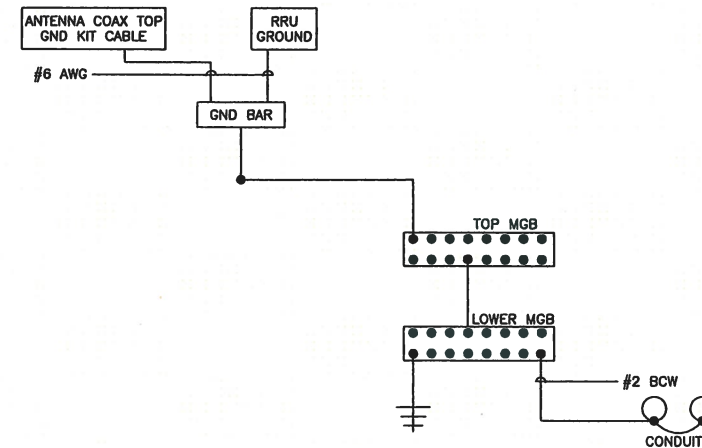 ANTENNA COAX TOP
GND KIT CABLE
RRU
GROUND
#6 AWG
GND BAR
TOP MGB
LOWER MGB
#2 BCW
CONDUIT